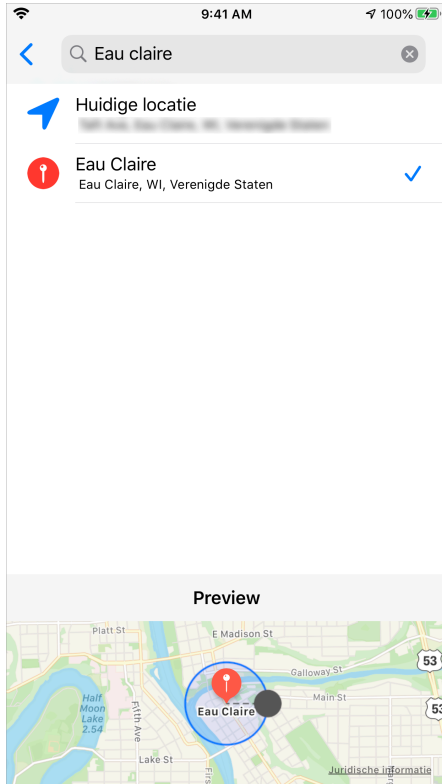 9:41 AM
100%
Eau claire
Huidige locatie
Eau Claire
Eau Claire, WI, Verenigde Staten
Preview
Platt St
E Madison St
53
Galloway St
Half
Moon
Lake
2.54
Fifth Ave
Main St
53
Eau Claire
Lake St
Juridische informatie